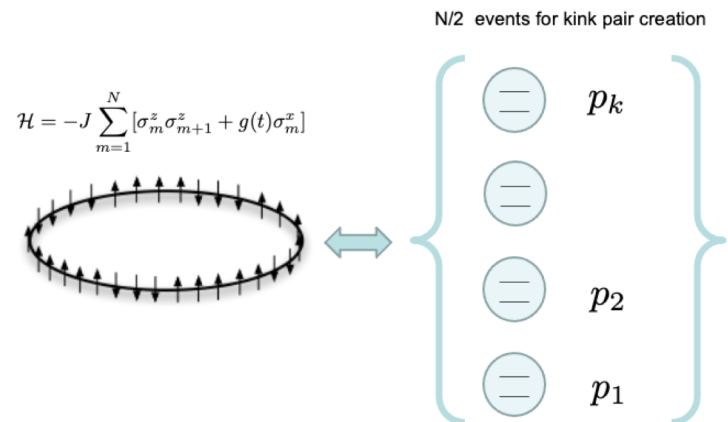 N/2 events for kink pair creation
$\mathcal{H} = -J \sum_{m=1}^{N} [\sigma_m^z \sigma_{m+1}^z + g(t) \sigma_m^x]$
$p_k$
$p_2$
$p_1$